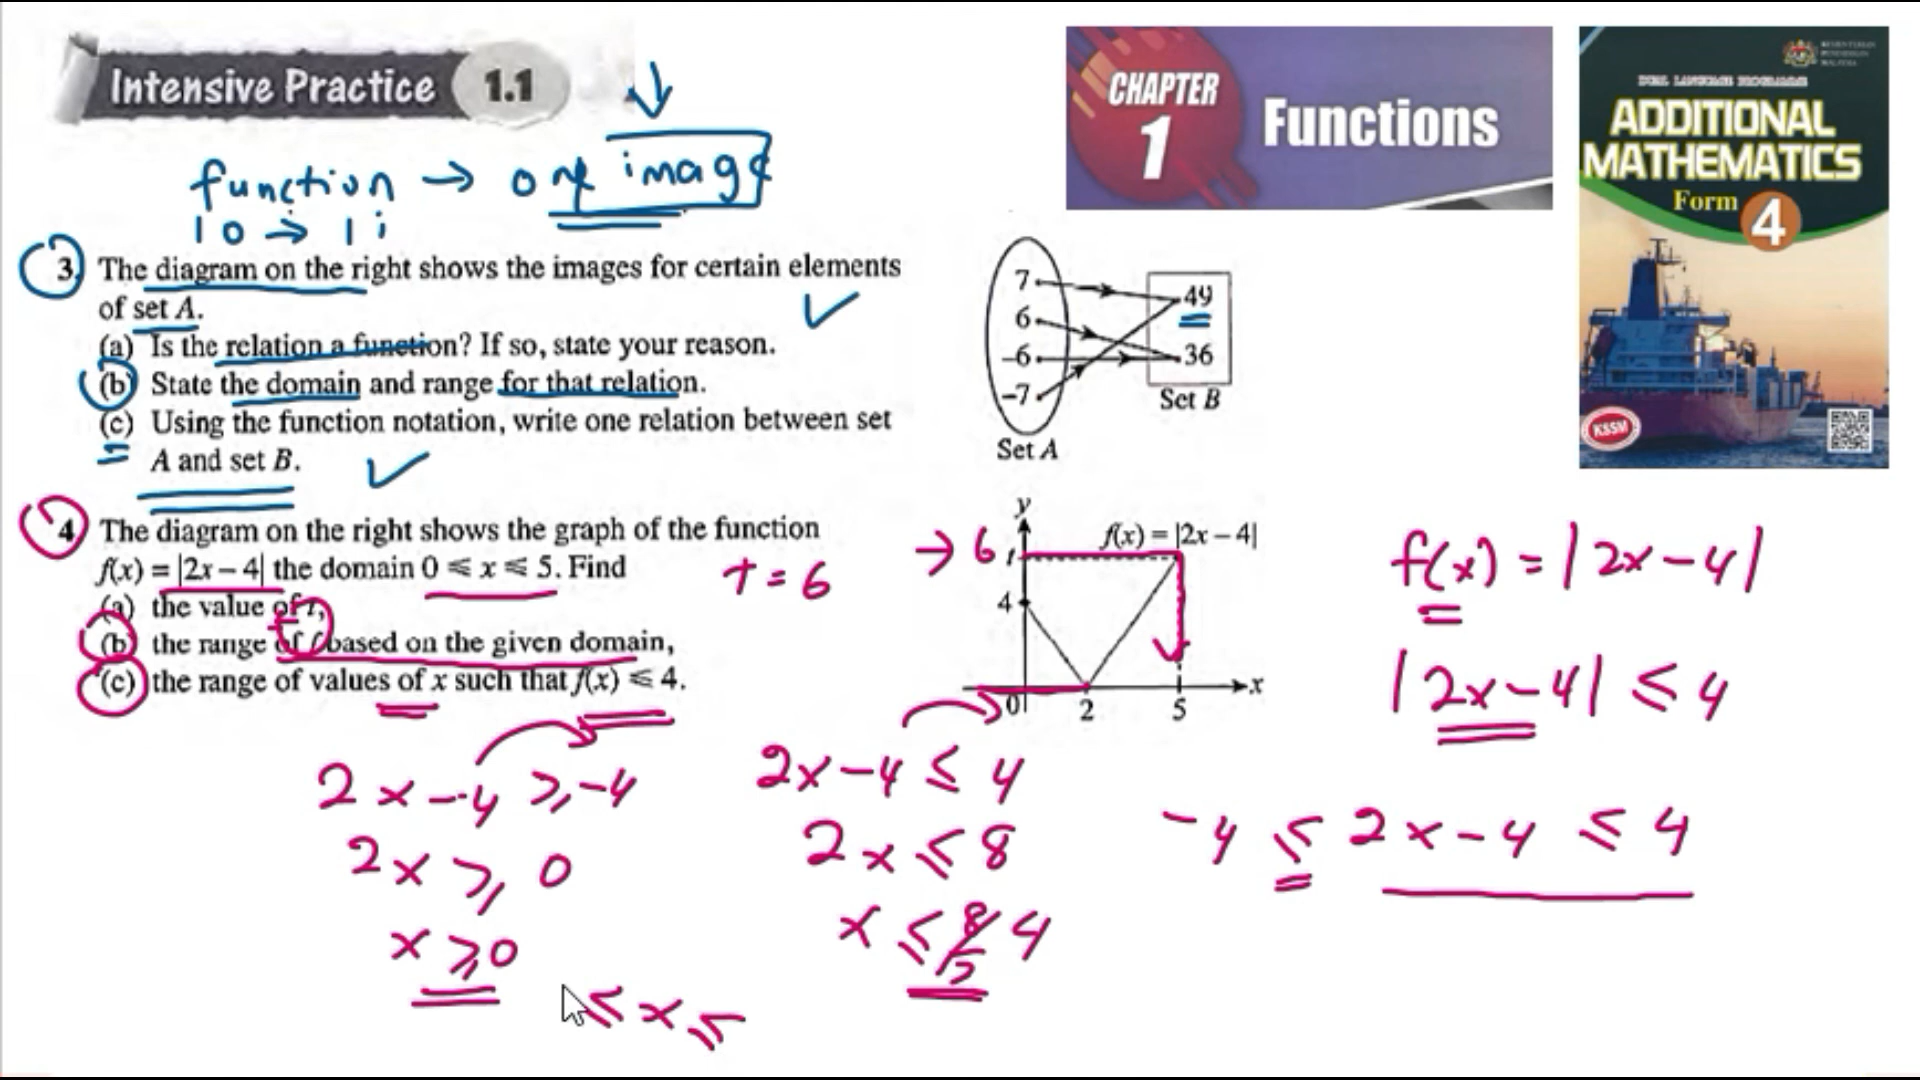 Intensive Practice 1.1
function → one image
1 o → 1 i
3. The diagram on the right shows the images for certain elements
of set A.
(a) Is the relation a function? If so, state your reason.
(b) State the domain and range for that relation.
(c) Using the function notation, write one relation between set
A and set B.
7
6
-6
-7
Set A
49
36
Set B
CHAPTER
1
Functions
DUAL LANGUAGE PROGRAMME
ADDITIONAL
MATHEMATICS
Form 4
KSSM
4 The diagram on the right shows the graph of the function
f(x) = |2x – 4| the domain 0 ⩽ x ⩽ 5. Find
(a) the value of t,
(b) the range of f based on the given domain,
(c) the range of values of x such that f(x) ⩽ 4.
t = 6
→ 6
y
f(x) = |2x – 4|
t
4
0
2
5
x
f(x) = |2x-4|
|2x-4| ≤ 4
-4 ≤ 2x-4 ≤ 4
2x-4 ≥ -4
2x ≥ 0
x ≥ 0
2x-4 ≤ 4
2x ≤ 8
x ≤ 8/2 4
≤ x ≤